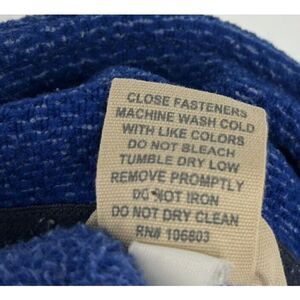 CLOSE FASTENERS
MACHINE WASH COLD
WITH LIKE COLORS
DO NOT BLEACH
TUMBLE DRY LOW
REMOVE PROMPTLY
DO NOT IRON
DO NOT DRY CLEAN
RN# 106803